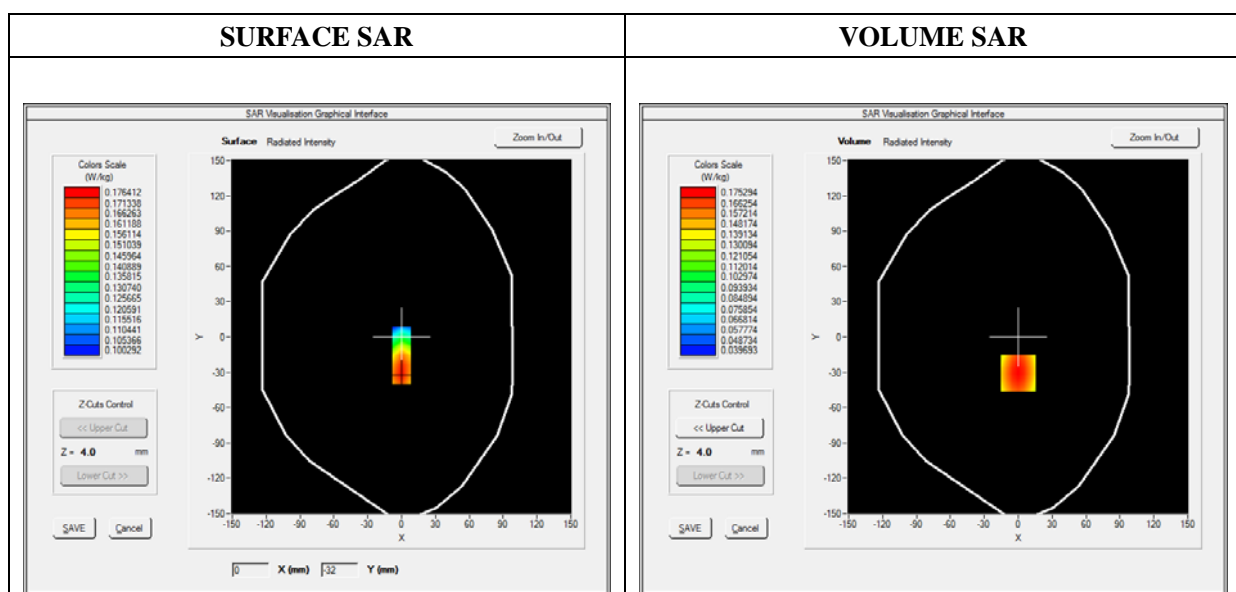 SURFACE SAR
VOLUME SAR
SAR Visualisation Graphical Interface
Surface Radiated Intensity
Zoom In/Out
Colors Scale
(W/kg)
0.176412
0.171338
0.166263
0.161188
0.156114
0.151039
0.145964
0.140889
0.135815
0.130740
0.125665
0.120591
0.115516
0.110441
0.105366
0.100292
Z-Cuts Control
<< Upper Cut
Z = 4.0 mm
Lower Cut >>
SAVE Cancel
150
120
90
60
30
Y 0
-30
-60
-90
-120
-150
-150 -120 -90 -60 -30 0 30 60 90 120 150
X
0 X (mm) -32 Y (mm)
SAR Visualisation Graphical Interface
Volume Radiated Intensity
Zoom In/Out
Colors Scale
(W/kg)
0.175294
0.166254
0.157214
0.148174
0.139134
0.130094
0.121054
0.112014
0.102974
0.093934
0.084894
0.075854
0.066814
0.057774
0.048734
0.039693
Z-Cuts Control
<< Upper Cut
Z = 4.0 mm
Lower Cut >>
SAVE Cancel
150
120
90
60
30
Y 0
-30
-60
-90
-120
-150
-150 -120 -90 -60 -30 0 30 60 90 120 150
X